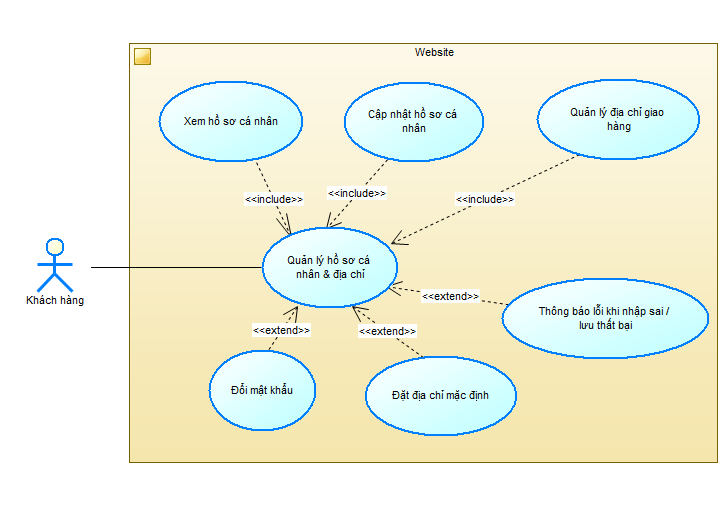 Website
Xem hồ sơ cá nhân
Cập nhật hồ sơ cá
nhân
Quản lý địa chỉ giao
hàng
<<include>>
<<include>>
<<include>>
Quản lý hồ sơ cá
nhân & địa chỉ
Khách hàng
<<extend>>
Thông báo lỗi khi nhập sai /
lưu thất bại
<<extend>>
<<extend>>
Đổi mật khẩu
Đặt địa chỉ mặc định